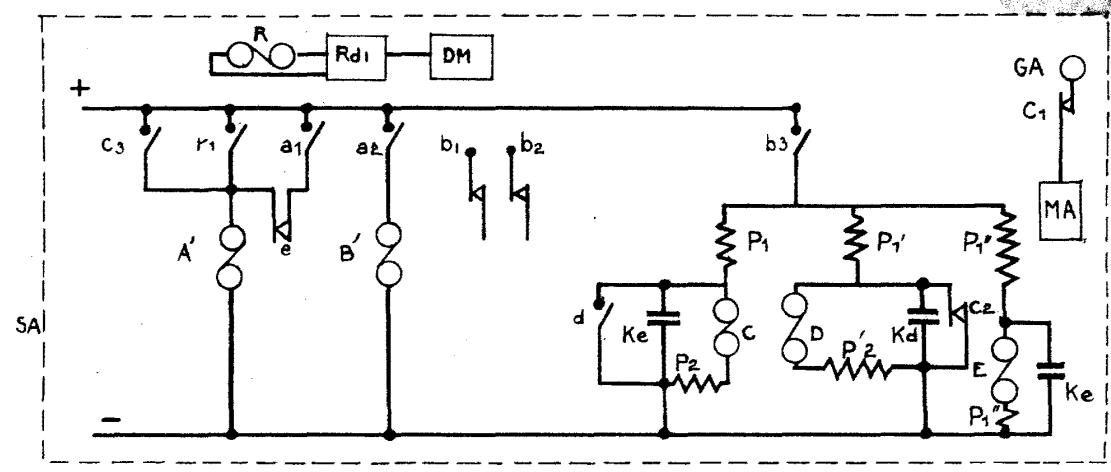 R
Rd1
DM
GA
+
C1
c3
r1
a1
a2
b1
b2
b3
MA
A'
e
B'
P1
P1'
P1"
SA
d
Ke
C
D
Kd
c2
P2
P'2
E
Ke
P1"
−